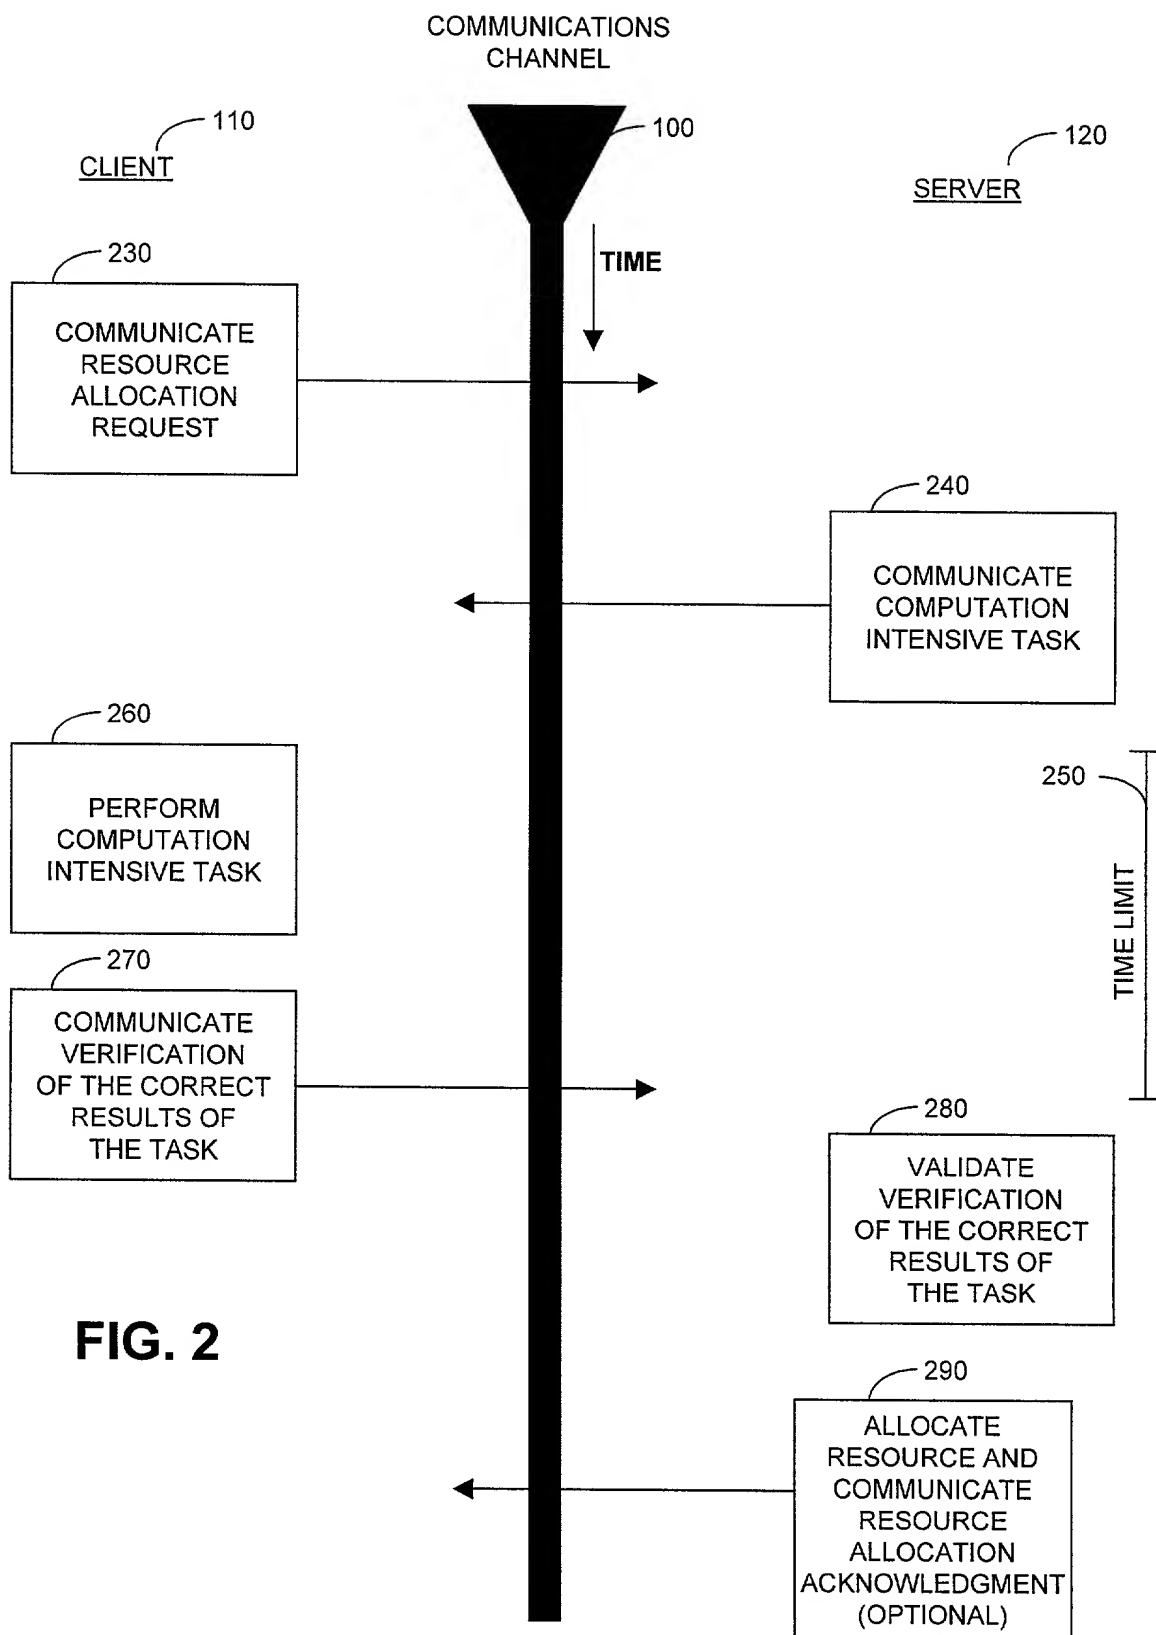 COMMUNICATIONS
CHANNEL
110
100
120
CLIENT
SERVER
230
TIME
COMMUNICATE
RESOURCE
ALLOCATION
REQUEST
240
COMMUNICATE
COMPUTATION
INTENSIVE TASK
260
250
PERFORM
COMPUTATION
INTENSIVE TASK
TIME LIMIT
270
COMMUNICATE
VERIFICATION
OF THE CORRECT
RESULTS OF
THE TASK
280
VALIDATE
VERIFICATION
OF THE CORRECT
RESULTS OF
THE TASK
FIG. 2
290
ALLOCATE
RESOURCE AND
COMMUNICATE
RESOURCE
ALLOCATION
ACKNOWLEDGMENT
(OPTIONAL)